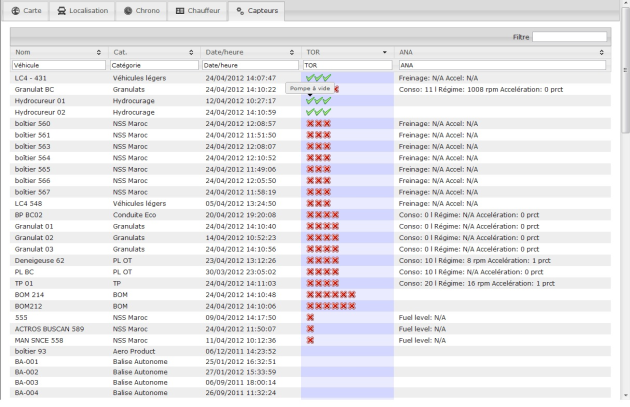 Carte Localisation Chrono Chauffeur Capteurs
Filtre
Nom Cat. Date/heure TOR ANA
Véhicule Catégorie Date/heure TOR ANA
LC4 - 431 Véhicules légers 24/04/2012 14:07:47 Freinage: N/A Accel: N/A
Granulat BC Granulats 24/04/2012 14:10:22 Pompe à vide Conso: 11 l Régime: 1008 rpm Accelération: 0 prct
Hydrocureur 01 Hydrocurage 12/04/2012 10:27:17
Hydrocureur 02 Hydrocurage 24/04/2012 14:10:59
boîtier 560 NSS Maroc 24/04/2012 12:08:57 Freinage: N/A Accel: N/A
boîtier 561 NSS Maroc 24/04/2012 11:51:50 Freinage: N/A Accel: N/A
boîtier 563 NSS Maroc 24/04/2012 12:08:07 Freinage: N/A Accel: N/A
boîtier 564 NSS Maroc 24/04/2012 12:10:52 Freinage: N/A Accel: N/A
boîtier 565 NSS Maroc 24/04/2012 11:49:06 Freinage: N/A Accel: N/A
boîtier 566 NSS Maroc 24/04/2012 12:05:50 Freinage: N/A Accel: N/A
boîtier 567 NSS Maroc 24/04/2012 11:58:19 Freinage: N/A Accel: N/A
LC4 548 Véhicules légers 05/04/2012 13:24:50 Freinage: N/A Accel: N/A
BP BC02 Conduite Eco 20/04/2012 19:20:08 Conso: 0 l Régime: N/A Accelération: 0 prct
Granulat 01 Granulats 24/04/2012 14:10:40 Conso: 0 l Régime: N/A Accelération: 0 prct
Granulat 02 Granulats 14/04/2012 10:52:23 Conso: 0 l Régime: N/A Accelération: 0 prct
Granulat 03 Granulats 24/04/2012 14:10:56 Conso: 0 l Régime: N/A Accelération: 0 prct
Deneigeuse 62 PL OT 23/04/2012 13:12:26 Conso: 10 l Régime: 8 rpm Accelération: 1 prct
PL BC PL OT 30/03/2012 23:05:02 Conso: 10 l Régime: N/A Accelération: 0 prct
TP 01 TP 24/04/2012 14:11:03 Conso: 20 l Régime: 16 rpm Accelération: 1 prct
BOM 214 BOM 24/04/2012 14:10:48
BOM212 BOM 24/04/2012 14:10:06
555 NSS Maroc 09/04/2012 14:17:50 Fuel level: N/A
ACTROS BUSCAN 589 NSS Maroc 24/04/2012 11:50:07 Fuel level: N/A
MAN SNCE 558 NSS Maroc 11/04/2012 10:12:36 Fuel level: N/A
boîtier 93 Aero Product 06/12/2011 14:23:52
BA-001 Balise Autonome 25/01/2012 16:32:51
BA-002 Balise Autonome 27/01/2012 15:33:59
BA-003 Balise Autonome 06/09/2011 18:00:14
BA-004 Balise Autonome 26/09/2011 11:32:24